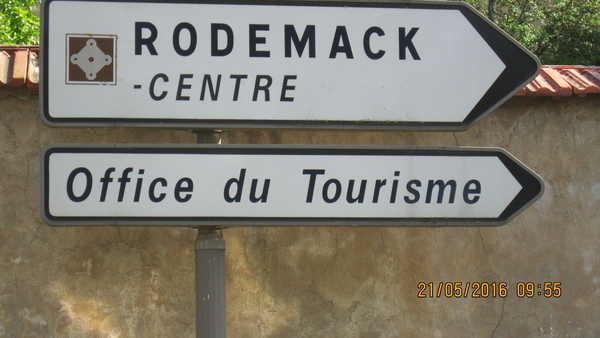 RODEMACK
-CENTRE
Office du Tourisme
21/05/2016 09:55